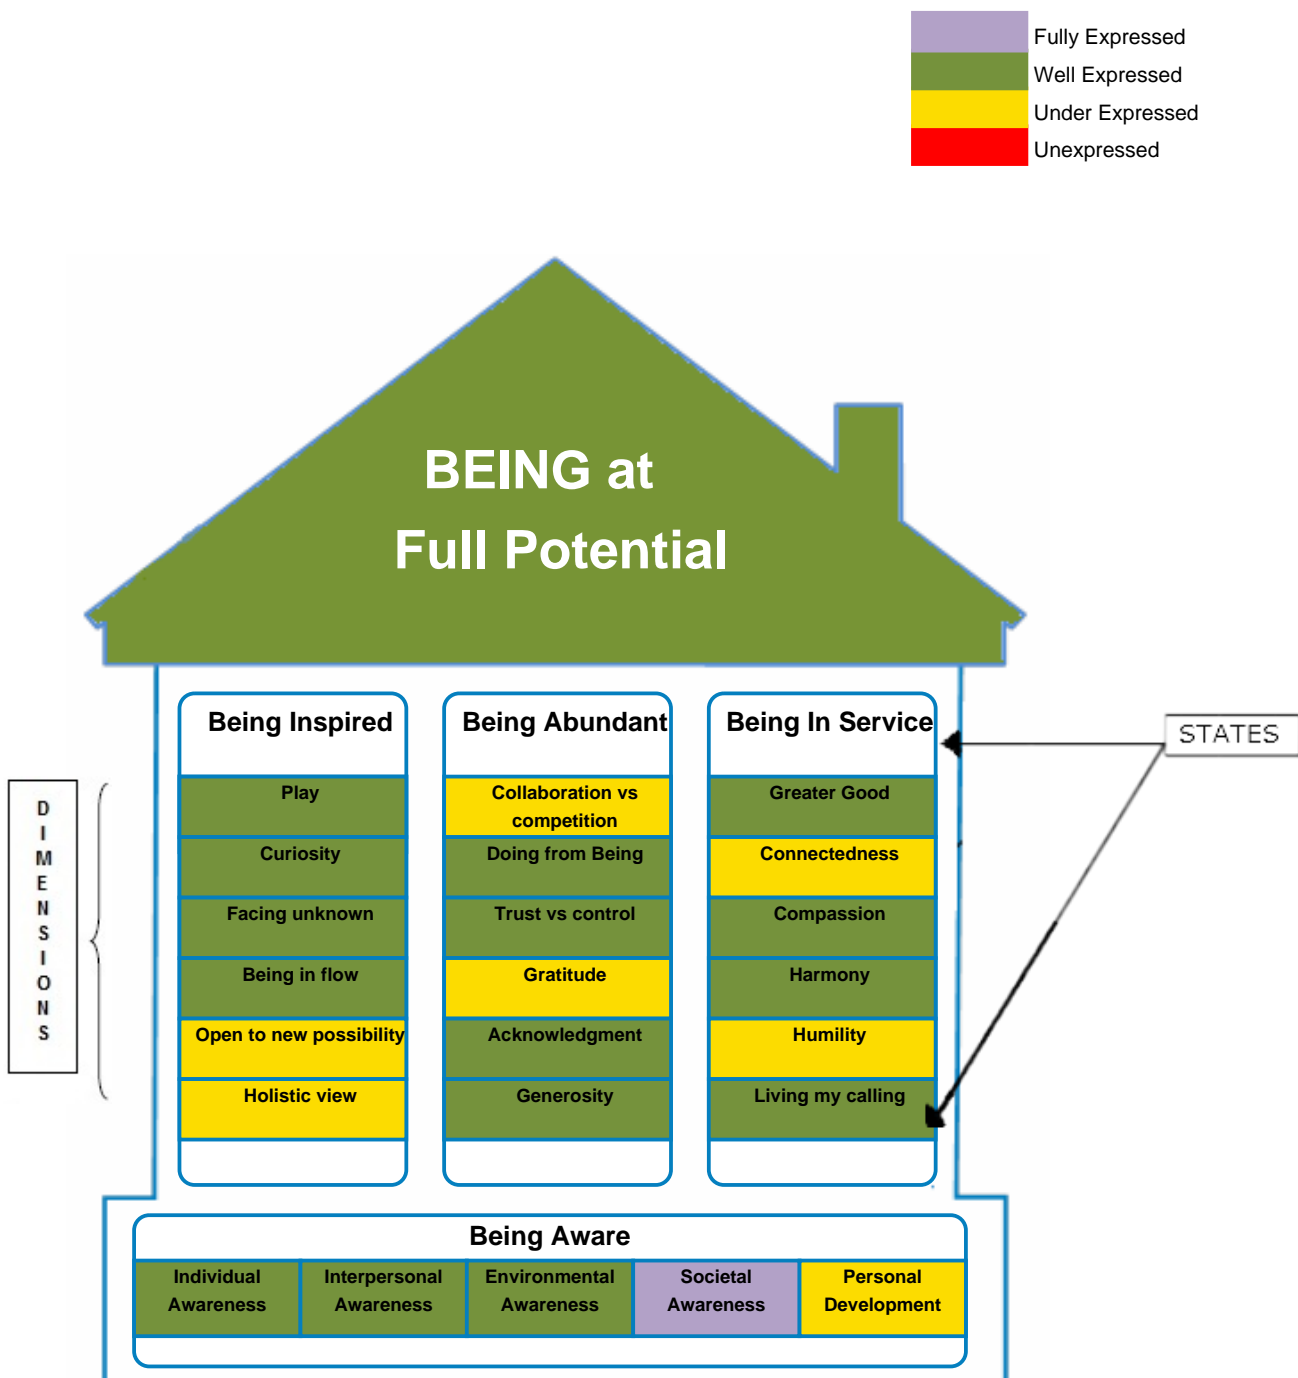 Fully Expressed
Well Expressed
Under Expressed
Unexpressed
BEING at
Full Potential
STATES
DIMENSIONS
Being Inspired
Play
Curiosity
Facing unknown
Being in flow
Open to new possibility
Holistic view
Being Abundant
Collaboration vs
competition
Doing from Being
Trust vs control
Gratitude
Acknowledgment
Generosity
Being In Service
Greater Good
Connectedness
Compassion
Harmony
Humility
Living my calling
Being Aware
Individual
Awareness
Interpersonal
Awareness
Environmental
Awareness
Societal
Awareness
Personal
Development